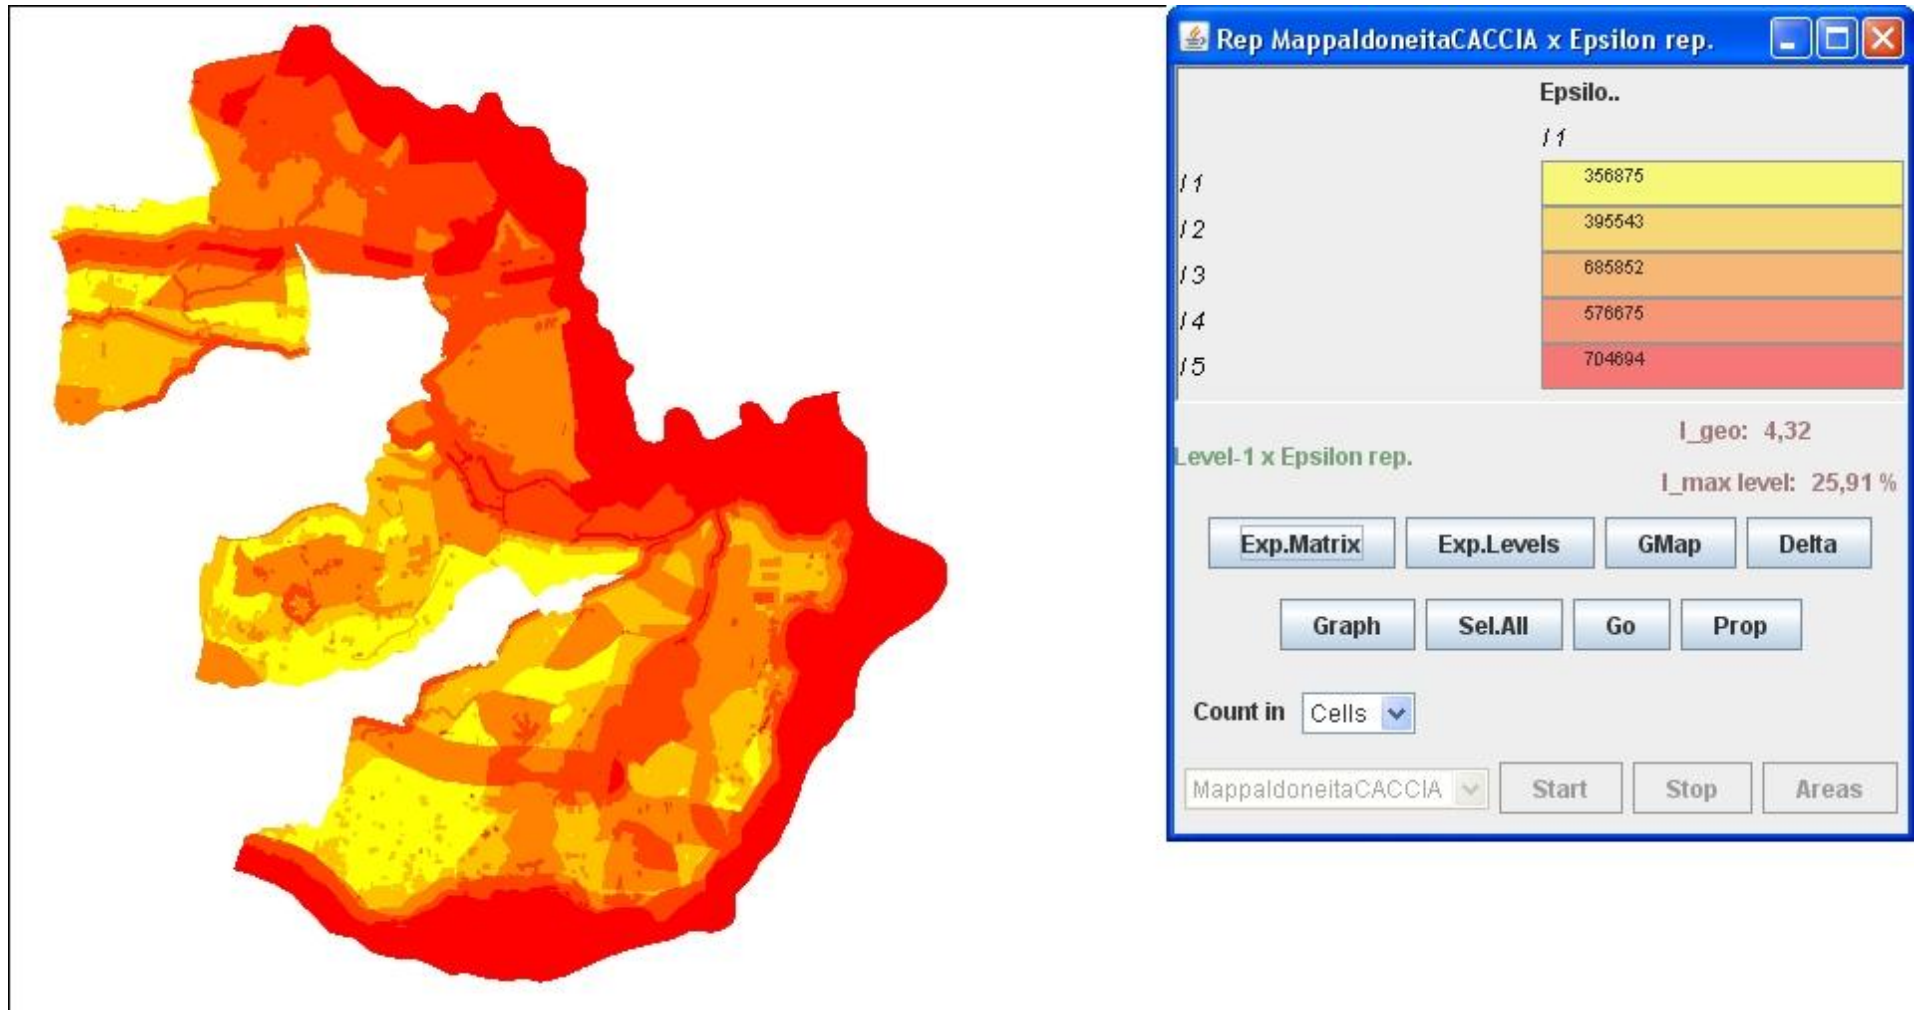 Rep MappaIdoneitaCACCIA x Epsilon rep.
Epsilo..
l 1
l 1 356875
l 2 395543
l 3 685852
l 4 576675
l 5 704694
I_geo: 4,32
Level-1 x Epsilon rep.
I_max level: 25,91 %
Exp.Matrix Exp.Levels GMap Delta
Graph Sel.All Go Prop
Count in Cells
MappaIdoneitaCACCIA Start Stop Areas